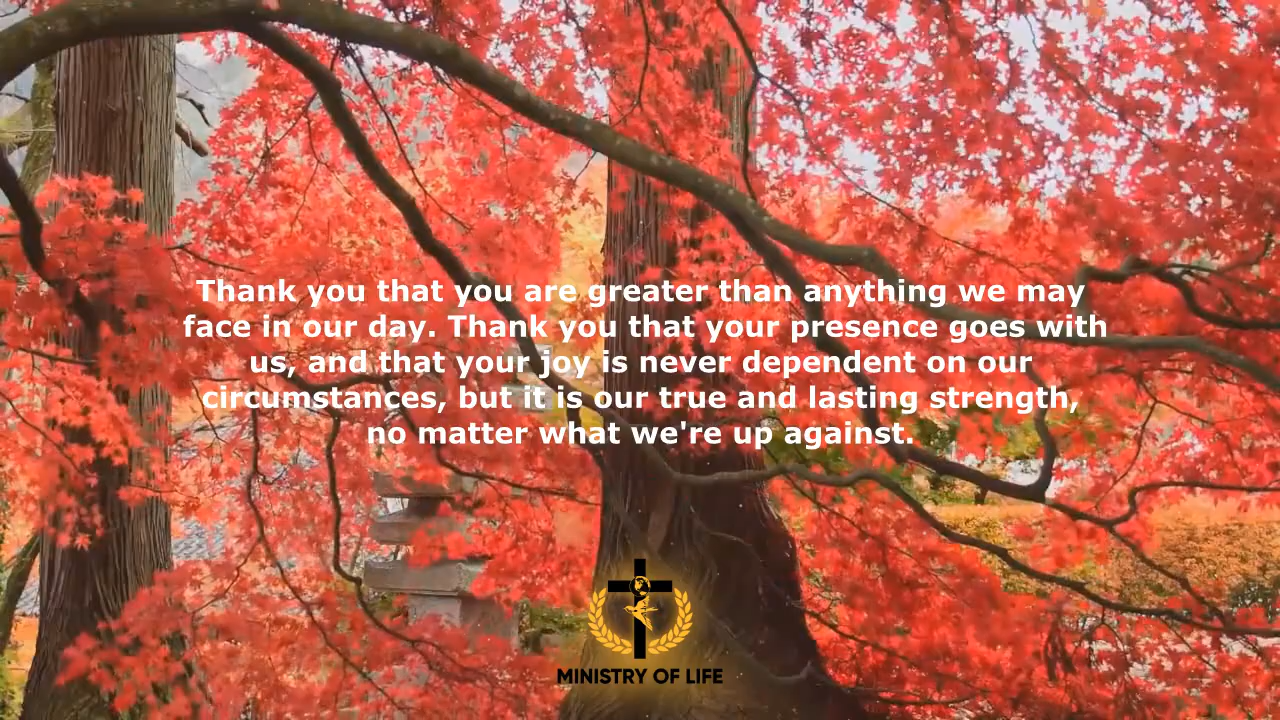 Thank you that you are greater than anything we may
face in our day. Thank you that your presence goes with
us, and that your joy is never dependent on our
circumstances, but it is our true and lasting strength,
no matter what we're up against.
MINISTRY OF LIFE